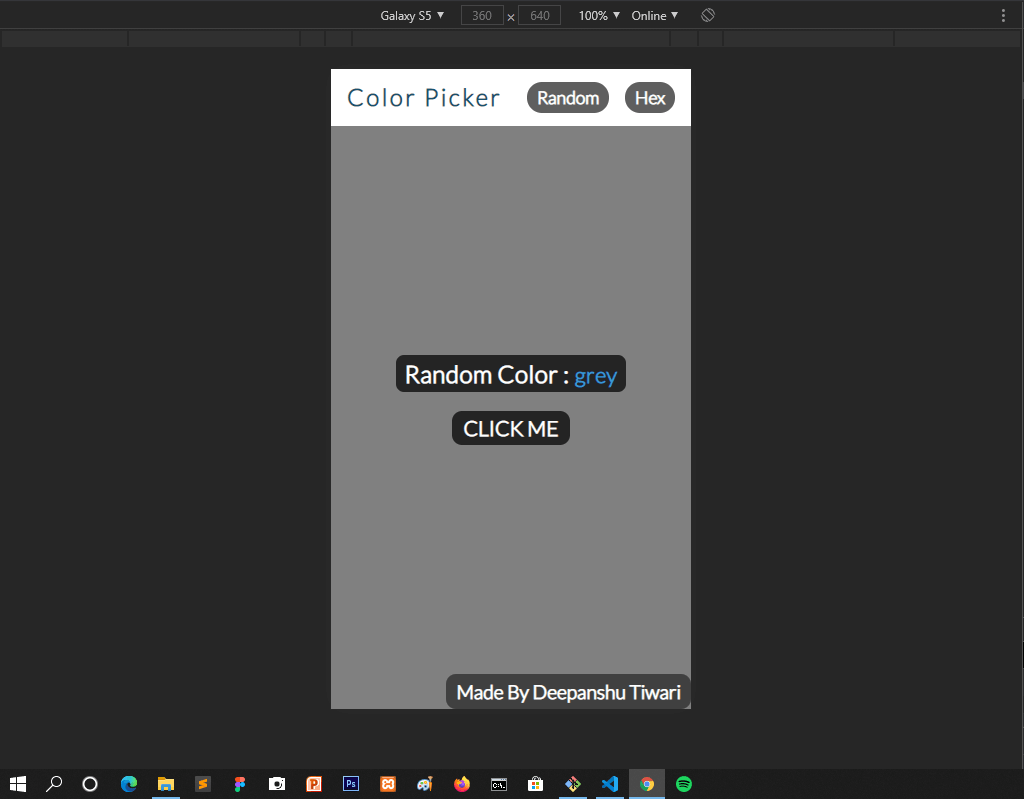 Galaxy S5 ▼ 360 × 640 100% ▼ Online ▼
Color Picker Random Hex
Random Color : grey
CLICK ME
Made By Deepanshu Tiwari
Ps
C:\.